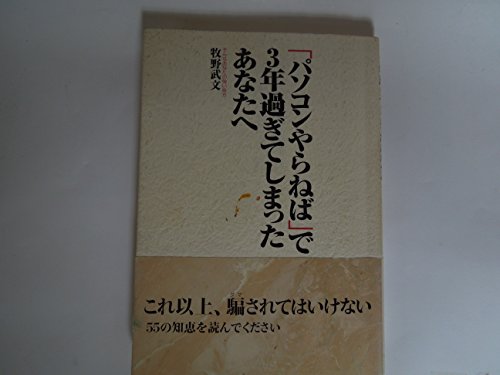 「パソコンやらねば」で
3年過ぎてしまった
あなたへ
牧野武文
これ以上、騙されてはいけない
55の知恵を読んでください